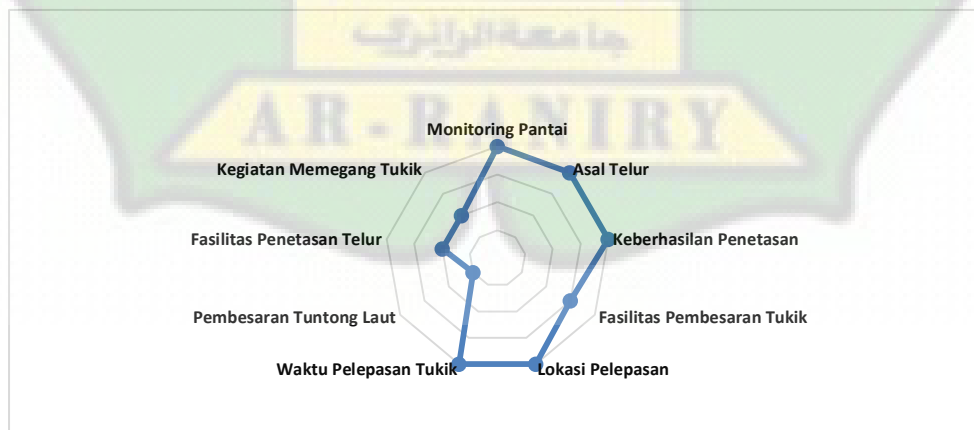 جامعة الرانري
AR - RANIRY
Monitoring Pantai
Kegiatan Memegang Tukik
Asal Telur
Fasilitas Penetasan Telur
Keberhasilan Penetasan
Pembesaran Tuntong Laut
Fasilitas Pembesaran Tukik
Waktu Pelepasan Tukik
Lokasi Pelepasan